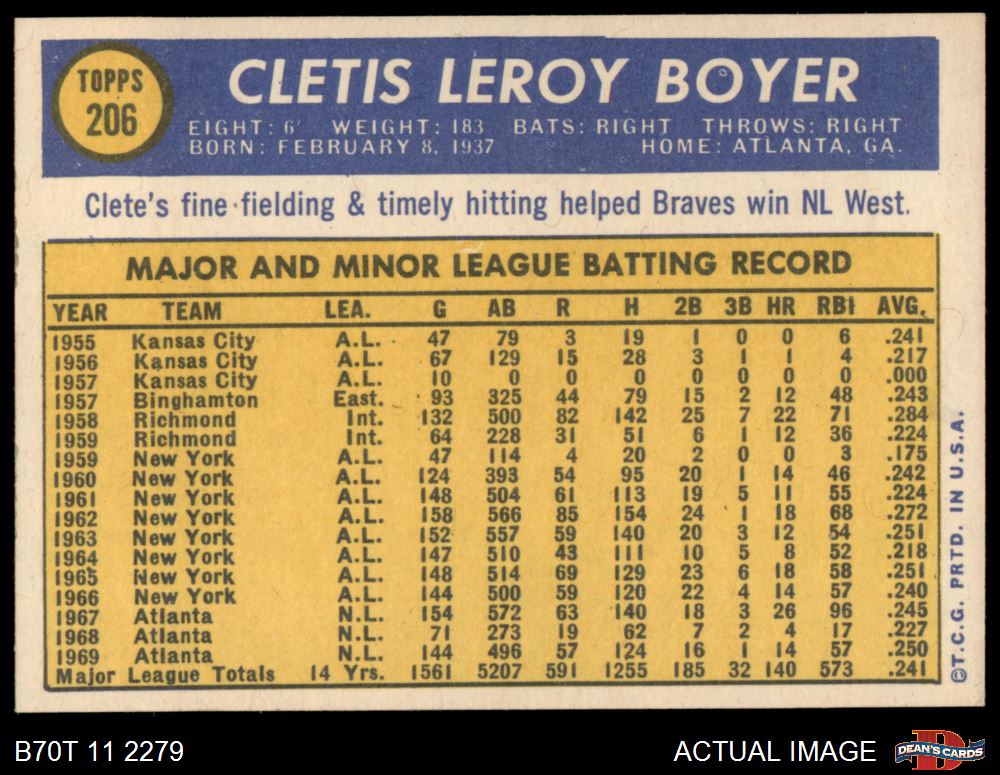 TOPPS
206
CLETIS LEROY BOYER
EIGHT: 6' WEIGHT: 183 BATS: RIGHT THROWS: RIGHT
BORN: FEBRUARY 8, 1937 HOME: ATLANTA, GA.
Clete's fine fielding & timely hitting helped Braves win NL West.
MAJOR AND MINOR LEAGUE BATTING RECORD
YEAR TEAM LEA. G AB R H 2B 3B HR RBI AVG.
1955 Kansas City A.L. 47 79 3 19 1 0 0 6 .241
1956 Kansas City A.L. 67 129 15 28 3 1 1 4 .217
1957 Kansas City A.L. 10 0 0 0 0 0 0 0 .000
1957 Binghamton East. 93 325 44 79 15 2 12 48 .243
1958 Richmond Int. 132 500 82 142 25 7 22 71 .284
1959 Richmond Int. 64 228 31 51 6 1 12 36 .224
1959 New York A.L. 47 114 4 20 2 0 0 3 .175
1960 New York A.L. 124 393 54 95 20 1 14 46 .242
1961 New York A.L. 148 504 61 113 19 5 11 55 .224
1962 New York A.L. 158 566 85 154 24 1 18 68 .272
1963 New York A.L. 152 557 59 140 20 3 12 54 .251
1964 New York A.L. 147 510 43 111 10 5 8 52 .218
1965 New York A.L. 148 514 69 129 23 6 18 58 .251
1966 New York A.L. 144 500 59 120 22 4 14 57 .240
1967 Atlanta N.L. 154 572 63 140 18 3 26 96 .245
1968 Atlanta N.L. 71 273 19 62 7 2 4 17 .227
1969 Atlanta N.L. 144 496 57 124 16 1 14 57 .250
Major League Totals 14 Yrs. 1561 5207 591 1255 185 32 140 573 .241
©T.C.G. PRTD. IN U.S.A.
B70T 11 2279
ACTUAL IMAGE
DEAN'S CARDS